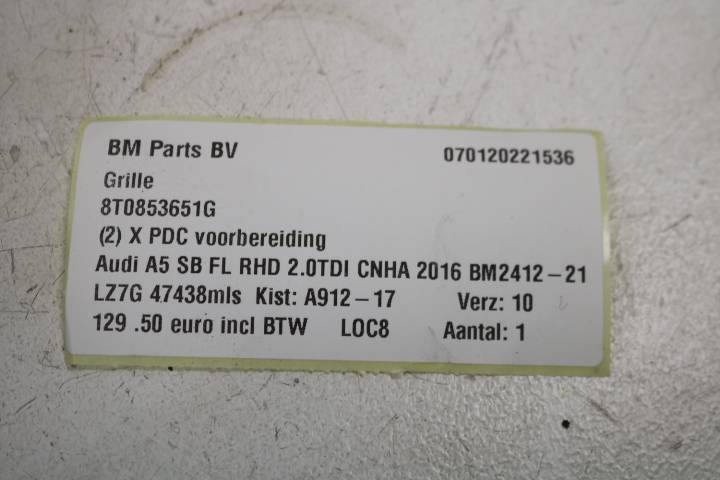 BM Parts BV 070120221536
Grille
8T0853651G
(2) X PDC voorbereiding
Audi A5 SB FL RHD 2.0TDI CNHA 2016 BM2412-21
LZ7G 47438mls Kist: A912-17 Verz: 10
129 .50 euro incl BTW LOC8 Aantal: 1